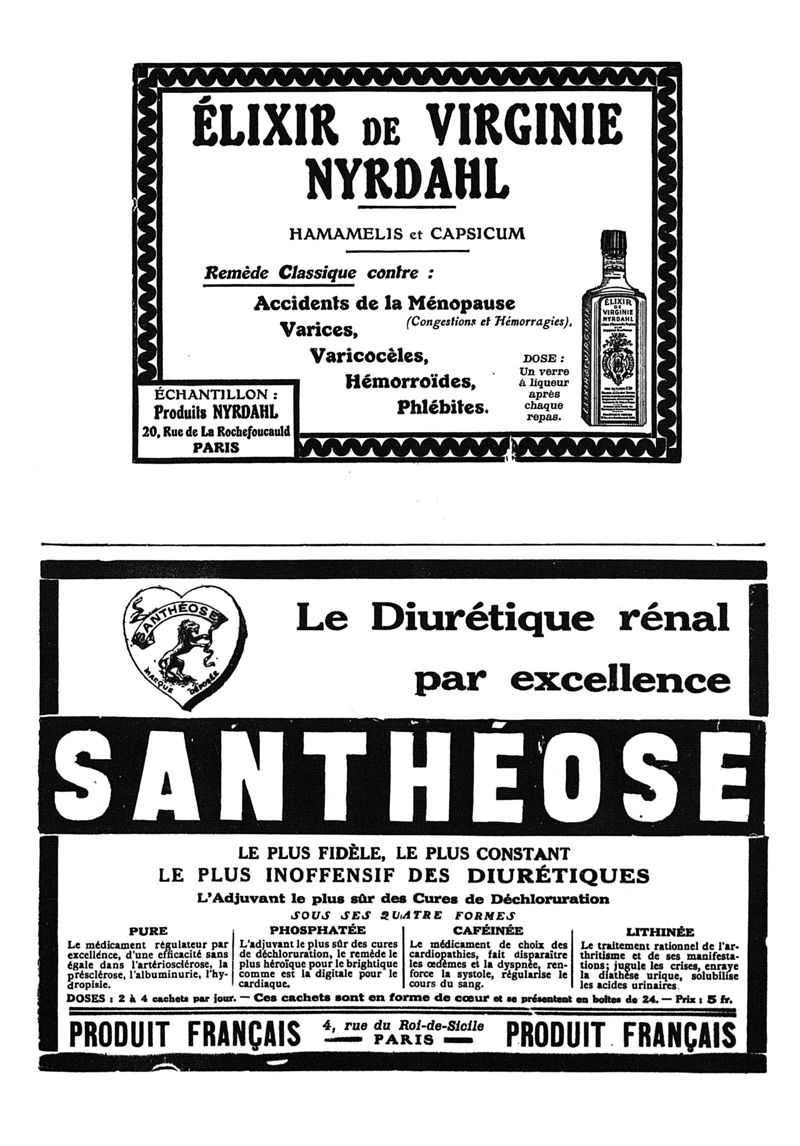 ÉLIXIR DE VIRGINIE
NYRDAHL
HAMAMELIS et CAPSICUM
Remède Classique contre :
Accidents de la Ménopause
(Congestions et Hémorragies),
Varices,
Varicocèles,
Hémorroïdes,
Phlébites.
DOSE :
Un verre
à liqueur
après
chaque
repas.
ÉLIXIR
DE
VIRGINIE
NYRDAHL
ÉLIXIR DE VIRGINIE
ÉCHANTILLON :
Produits NYRDAHL
20, Rue de La Rochefoucauld
PARIS
SANTHÉOSE
MARQUE DÉPOSÉE
Le Diurétique rénal
par excellence
SANTHÉOSE
LE PLUS FIDÈLE, LE PLUS CONSTANT
LE PLUS INOFFENSIF DES DIURÉTIQUES
L'Adjuvant le plus sûr des Cures de Déchloruration
SOUS SES QUATRE FORMES
PURE
Le médicament régulateur par
excellence, d'une efficacité sans
égale dans l'artériosclérose, la
présclérose, l'albuminurie, l'hy-
dropisie.
PHOSPHATÉE
L'adjuvant le plus sûr des cures
de déchloruration, le remède le
plus héroïque pour le brightique
comme est la digitale pour le
cardiaque.
CAFÉINÉE
Le médicament de choix des
cardiopathies, fait disparaître
les œdèmes et la dyspnée, ren-
force la systole, régularise le
cours du sang.
LITHINÉE
Le traitement rationnel de l'ar-
thritisme et de ses manifesta-
tions ; jugule les crises, enraye
la diathèse urique, solubilise
les acides urinaires.
DOSES : 2 à 4 cachets par jour. — Ces cachets sont en forme de cœur et se présentent en boîtes de 24. — Prix : 5 fr.
PRODUIT FRANÇAIS
4, rue du Roi-de-Sicile
— PARIS —
PRODUIT FRANÇAIS